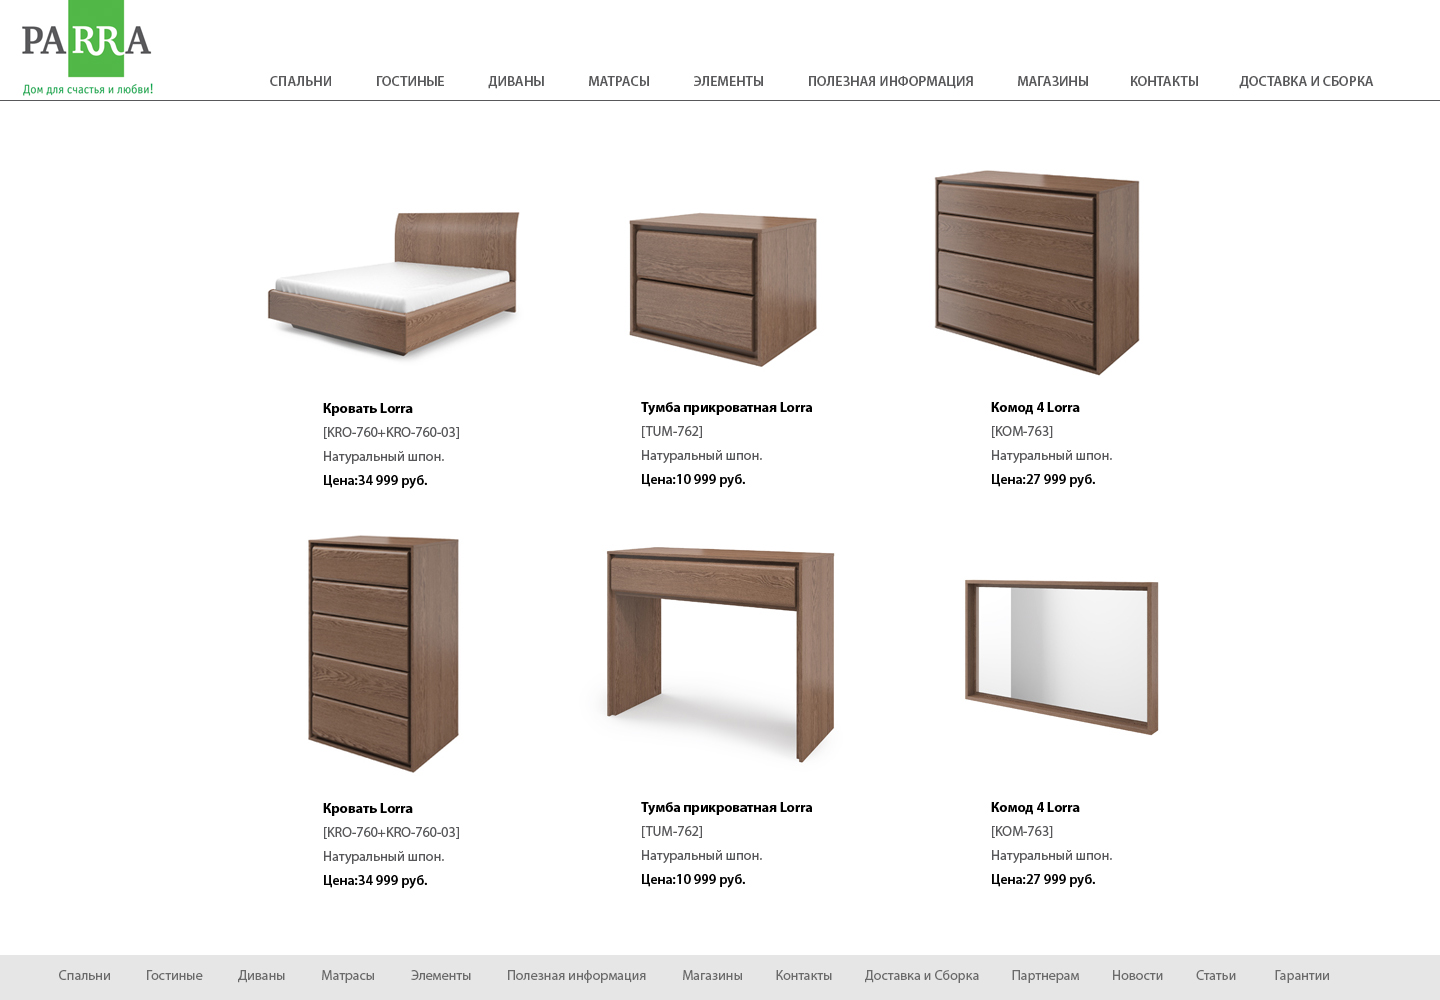 PARRA
Дом для счастья и любви!
СПАЛЬНИ ГОСТИНЫЕ ДИВАНЫ МАТРАСЫ ЭЛЕМЕНТЫ ПОЛЕЗНАЯ ИНФОРМАЦИЯ МАГАЗИНЫ КОНТАКТЫ ДОСТАВКА И СБОРКА
Кровать Lorra
[KRO-760+KRO-760-03]
Натуральный шпон.
Цена:34 999 руб.
Тумба прикроватная Lorra
[TUM-762]
Натуральный шпон.
Цена:10 999 руб.
Комод 4 Lorra
[KOM-763]
Натуральный шпон.
Цена:27 999 руб.
Кровать Lorra
[KRO-760+KRO-760-03]
Натуральный шпон.
Цена:34 999 руб.
Тумба прикроватная Lorra
[TUM-762]
Натуральный шпон.
Цена:10 999 руб.
Комод 4 Lorra
[KOM-763]
Натуральный шпон.
Цена:27 999 руб.
Спальни Гостиные Диваны Матрасы Элементы Полезная информация Магазины Контакты Доставка и Сборка Партнерам Новости Статьи Гарантии